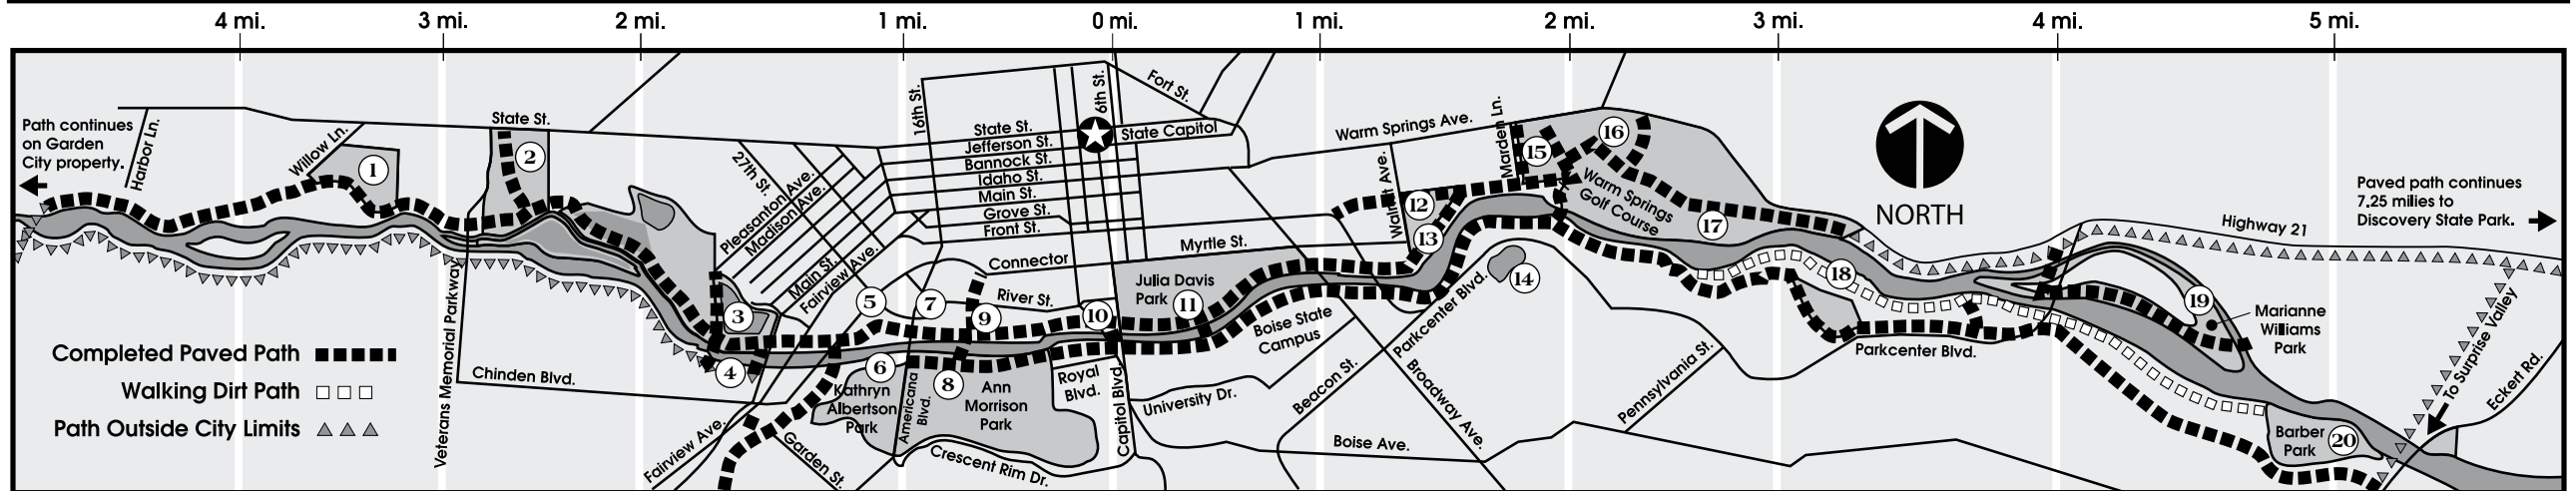 4 mi.
3 mi.
2 mi.
1 mi.
0 mi.
1 mi.
2 mi.
3 mi.
4 mi.
5 mi.
Path continues
on Garden
City property.
Harbor Ln.
Willow Ln.
1
State St.
2
Veterans Memorial Parkway
Chinden Blvd.
Completed Paved Path
Walking Dirt Path
Path Outside City Limits
27th St.
Pleasanton Ave.
Madison Ave.
Main St.
Fairview Ave.
3
4
5
6
7
8
9
10
11
16th St.
6th St.
Fort St.
State St.
State Capitol
Jefferson St.
Bannock St.
Idaho St.
Main St.
Grove St.
Front St.
Myrtle St.
Connector
River St.
Julia Davis
Park
Kathryn
Albertson
Park
Americana
Blvd.
Ann
Morrison
Park
Royal
Blvd.
Capitol Blvd.
Fairview Ave.
Garden St.
Crescent Rim Dr.
University Dr.
Boise State
Campus
Beacon St.
Boise Ave.
Broadway Ave.
Parkcenter Blvd.
Pennsylvania St.
Warm Springs Ave.
Walnut Ave.
Marden Ln.
12
13
14
15
16
Warm Springs
Golf Course
17
18
NORTH
Parkcenter Blvd.
Highway 21
19
Marianne
Williams
Park
Paved path continues
7.25 milies to
Discovery State Park.
To Surprise Valley
Eckert Rd.
Barber
Park
20